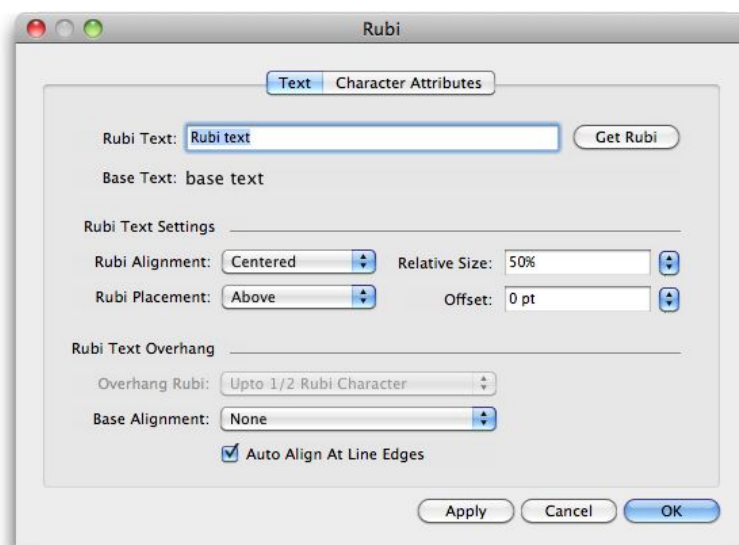 Rubi
Text Character Attributes
Rubi Text: Rubi text Get Rubi
Base Text: base text
Rubi Text Settings
Rubi Alignment: Centered Relative Size: 50%
Rubi Placement: Above Offset: 0 pt
Rubi Text Overhang
Overhang Rubi: Upto 1/2 Rubi Character
Base Alignment: None
Auto Align At Line Edges
Apply Cancel OK